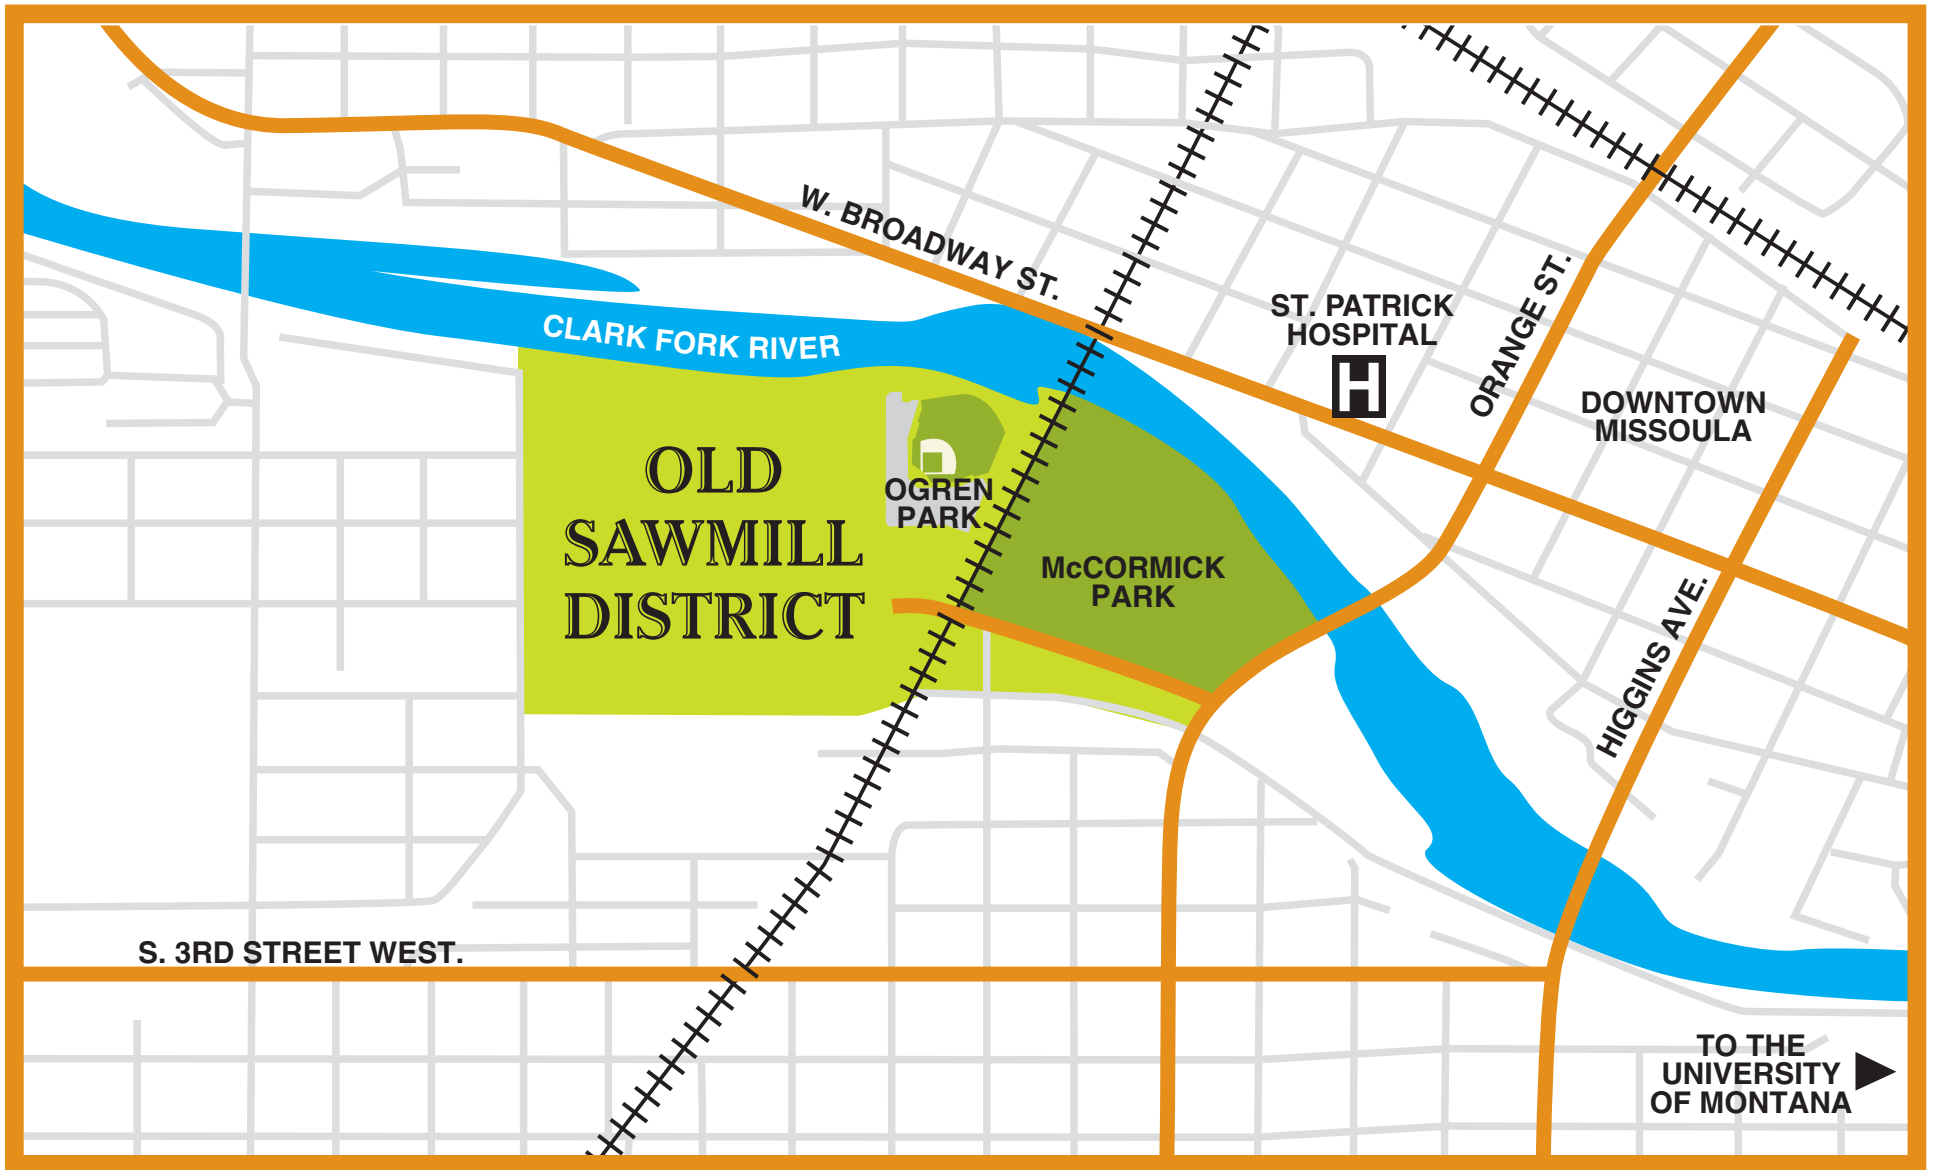 W. BROADWAY ST.
CLARK FORK RIVER
ST. PATRICK
HOSPITAL
H
ORANGE ST.
DOWNTOWN
MISSOULA
OLD
SAWMILL
DISTRICT
OGREN
PARK
McCORMICK
PARK
HIGGINS AVE.
S. 3RD STREET WEST.
TO THE
UNIVERSITY
OF MONTANA